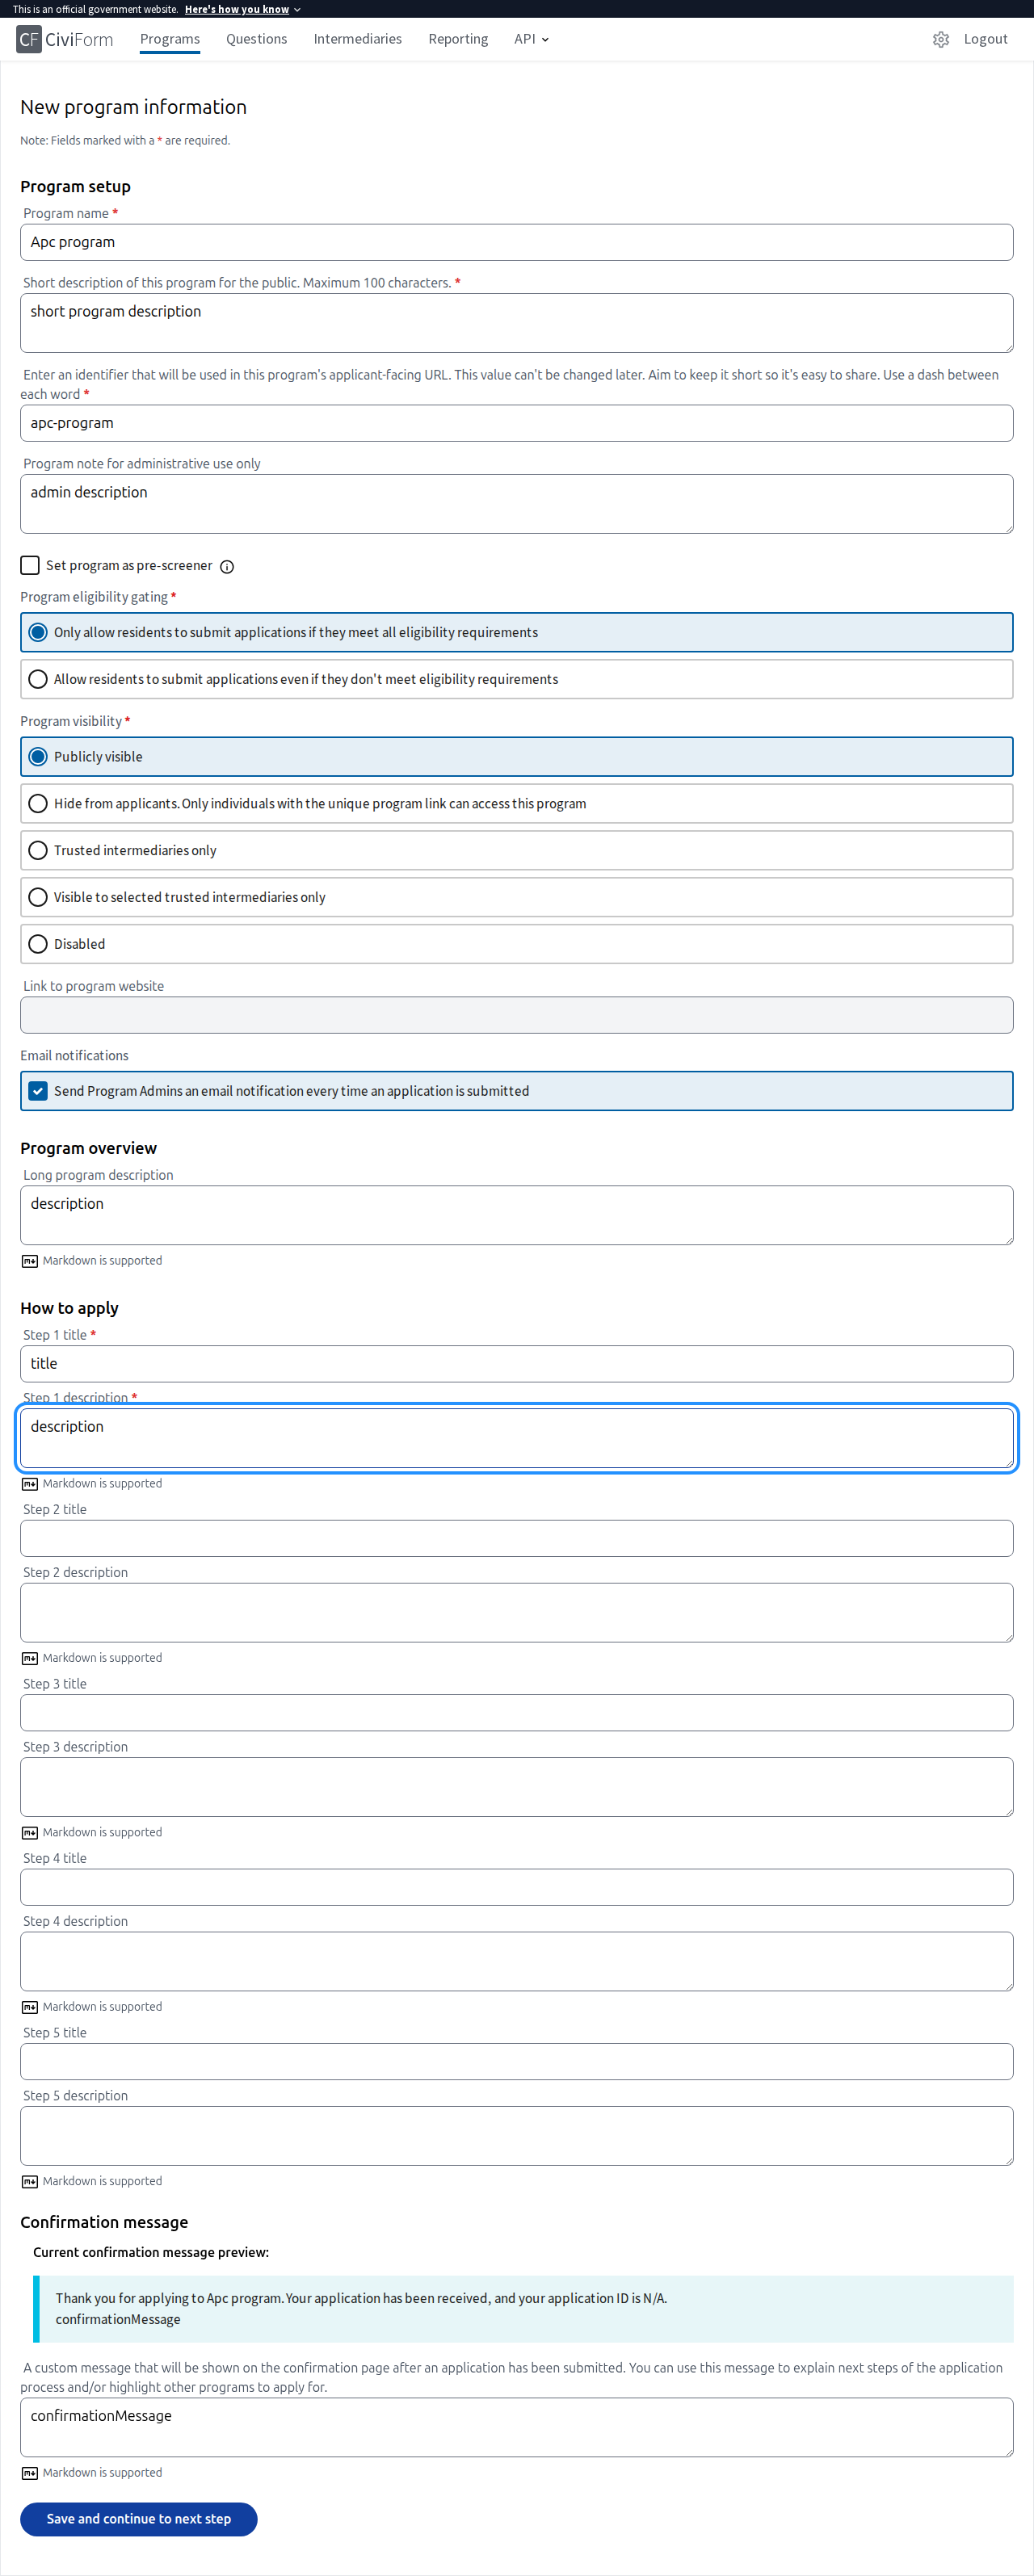 This is an official government website. Here's how you know
CF CiviForm Programs Questions Intermediaries Reporting API Logout
New program information
Note: Fields marked with a * are required.
Program setup
Program name *
Apc program
Short description of this program for the public. Maximum 100 characters. *
short program description
Enter an identifier that will be used in this program's applicant-facing URL. This value can't be changed later. Aim to keep it short so it's easy to share. Use a dash between
each word *
apc-program
Program note for administrative use only
admin description
Set program as pre-screener
Program eligibility gating *
Only allow residents to submit applications if they meet all eligibility requirements
Allow residents to submit applications even if they don't meet eligibility requirements
Program visibility *
Publicly visible
Hide from applicants. Only individuals with the unique program link can access this program
Trusted intermediaries only
Visible to selected trusted intermediaries only
Disabled
Link to program website
Email notifications
Send Program Admins an email notification every time an application is submitted
Program overview
Long program description
description
Markdown is supported
How to apply
Step 1 title *
title
Step 1 description *
description
Markdown is supported
Step 2 title
Step 2 description
Markdown is supported
Step 3 title
Step 3 description
Markdown is supported
Step 4 title
Step 4 description
Markdown is supported
Step 5 title
Step 5 description
Markdown is supported
Confirmation message
Current confirmation message preview:
Thank you for applying to Apc program. Your application has been received, and your application ID is N/A.
confirmationMessage
A custom message that will be shown on the confirmation page after an application has been submitted. You can use this message to explain next steps of the application
process and/or highlight other programs to apply for.
confirmationMessage
Markdown is supported
Save and continue to next step